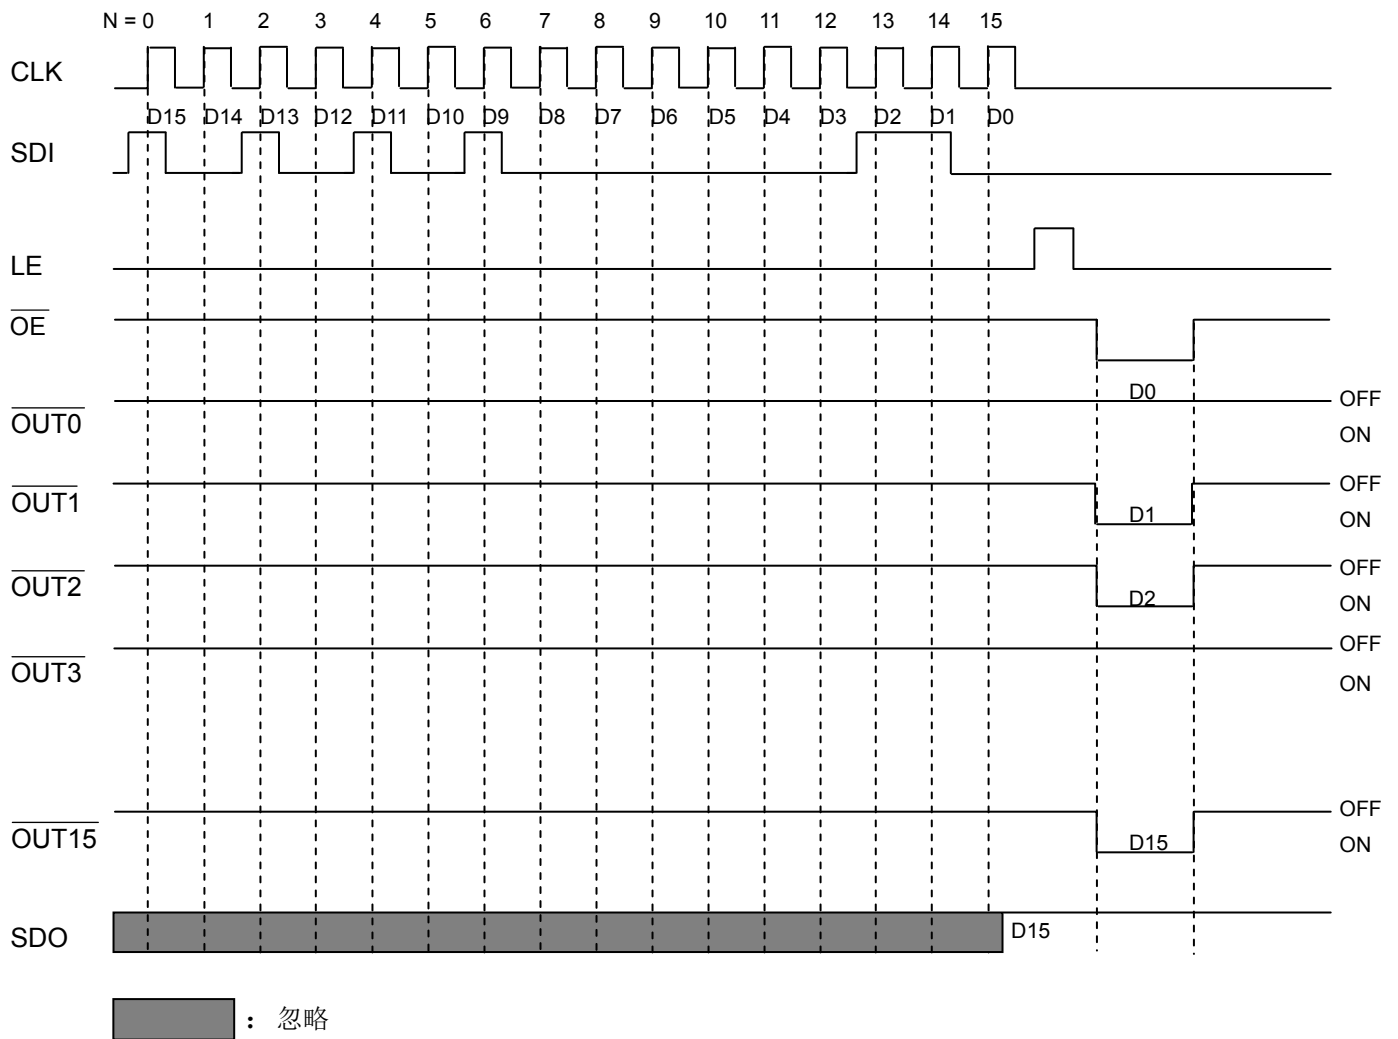 N = 0 1 2 3 4 5 6 7 8 9 10 11 12 13 14 15
CLK
D15 D14 D13 D12 D11 D10 D9 D8 D7 D6 D5 D4 D3 D2 D1 D0
SDI
LE
OE
D0 OFF
OUT0 ON
OFF
OUT1 D1 ON
OFF
OUT2 D2 ON
OFF
OUT3 ON
OFF
OUT15 D15 ON
SDO D15
： 忽略